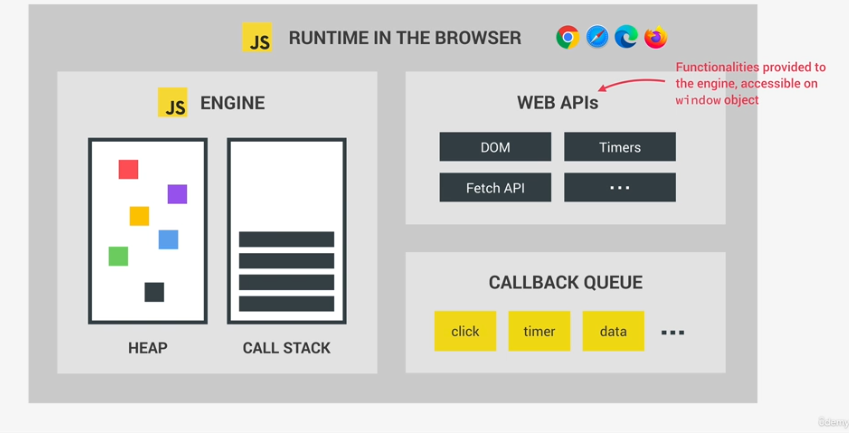 JS RUNTIME IN THE BROWSER
Functionalities provided to
the engine, accessible on
window object
JS ENGINE
WEB APIs
DOM
Timers
Fetch API
...
CALLBACK QUEUE
click
timer
data
...
HEAP
CALL STACK
Udemy